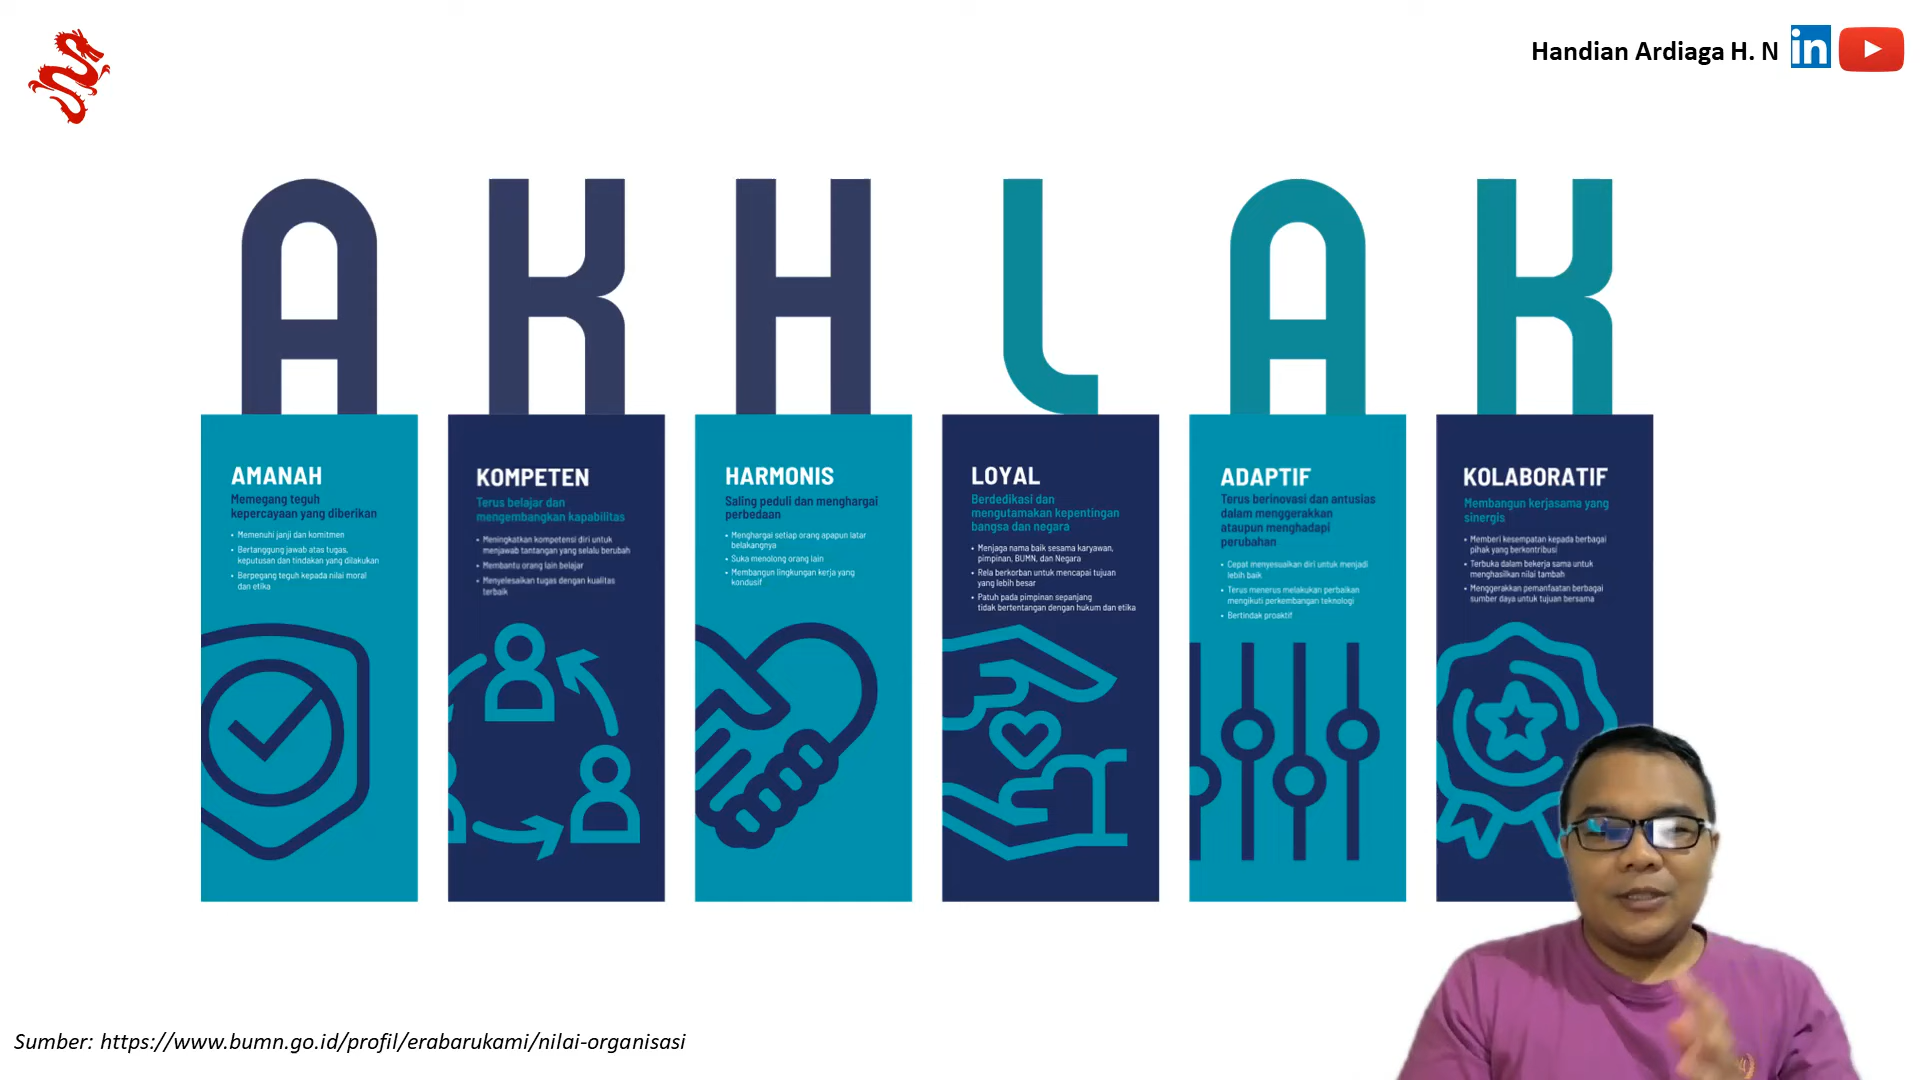 Handian Ardiaga H. N
in
AKHLAK
AMANAH
Memegang teguh
kepercayaan yang diberikan
• Memenuhi janji dan komitmen
• Bertanggung jawab atas tugas,
keputusan dan tindakan yang dilakukan
• Berpegang teguh kepada nilai moral
dan etika
KOMPETEN
Terus belajar dan
mengembangkan kapabilitas
• Meningkatkan kompetensi diri untuk
menjawab tantangan yang selalu berubah
• Membantu orang lain belajar
• Menyelesaikan tugas dengan kualitas
terbaik
HARMONIS
Saling peduli dan menghargai
perbedaan
• Menghargai setiap orang apapun latar
belakangnya
• Suka menolong orang lain
• Membangun lingkungan kerja yang
kondusif
LOYAL
Berdedikasi dan
mengutamakan kepentingan
bangsa dan negara
• Menjaga nama baik sesama karyawan,
pimpinan, BUMN, dan Negara
• Rela berkorban untuk mencapai tujuan
yang lebih besar
• Patuh pada pimpinan sepanjang
tidak bertentangan dengan hukum dan etika
ADAPTIF
Terus berinovasi dan antusias
dalam menggerakkan
ataupun menghadapi
perubahan
• Cepat menyesuaikan diri untuk menjadi
lebih baik
• Terus menerus melakukan perbaikan
mengikuti perkembangan teknologi
• Bertindak proaktif
KOLABORATIF
Membangun kerjasama yang
sinergis
• Memberi kesempatan kepada berbagai
pihak yang berkontribusi
• Terbuka dalam bekerja sama untuk
menghasilkan nilai tambah
• Menggerakkan pemanfaatan berbagai
sumber daya untuk tujuan bersama
Sumber: https://www.bumn.go.id/profil/erabarukami/nilai-organisasi